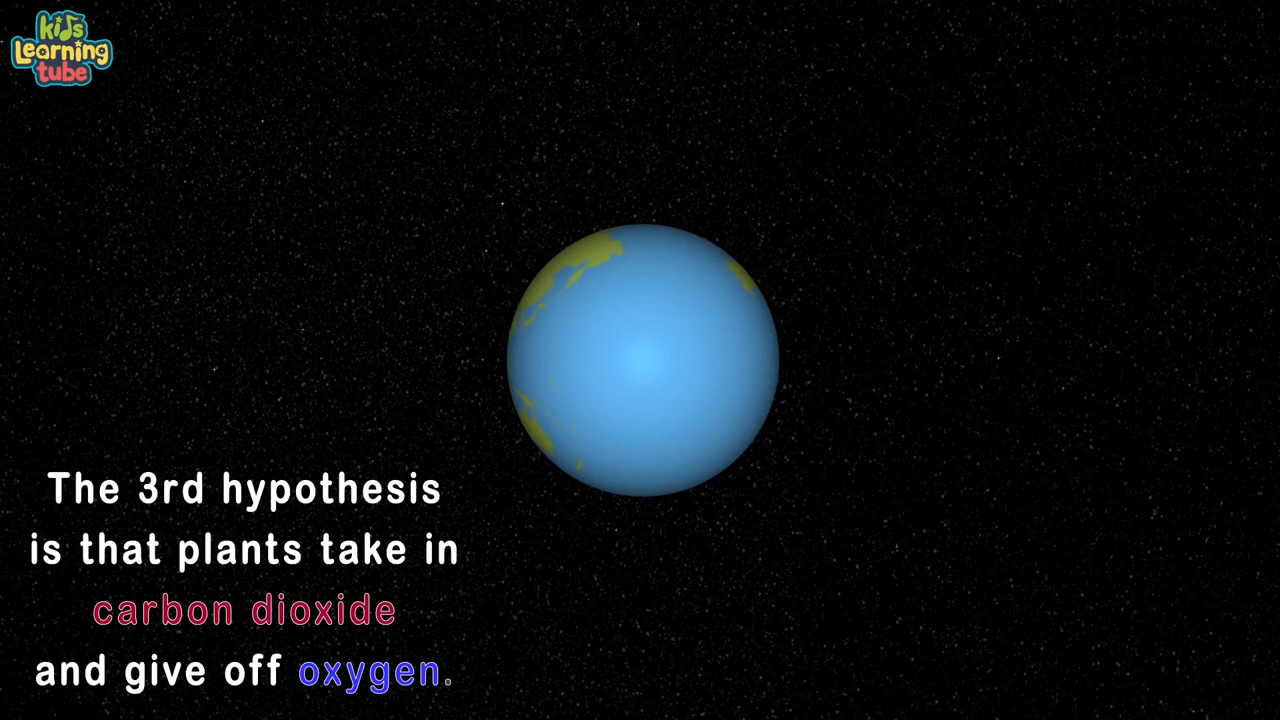 kids
Learning
tube
The 3rd hypothesis
is that plants take in
carbon dioxide
and give off oxygen.